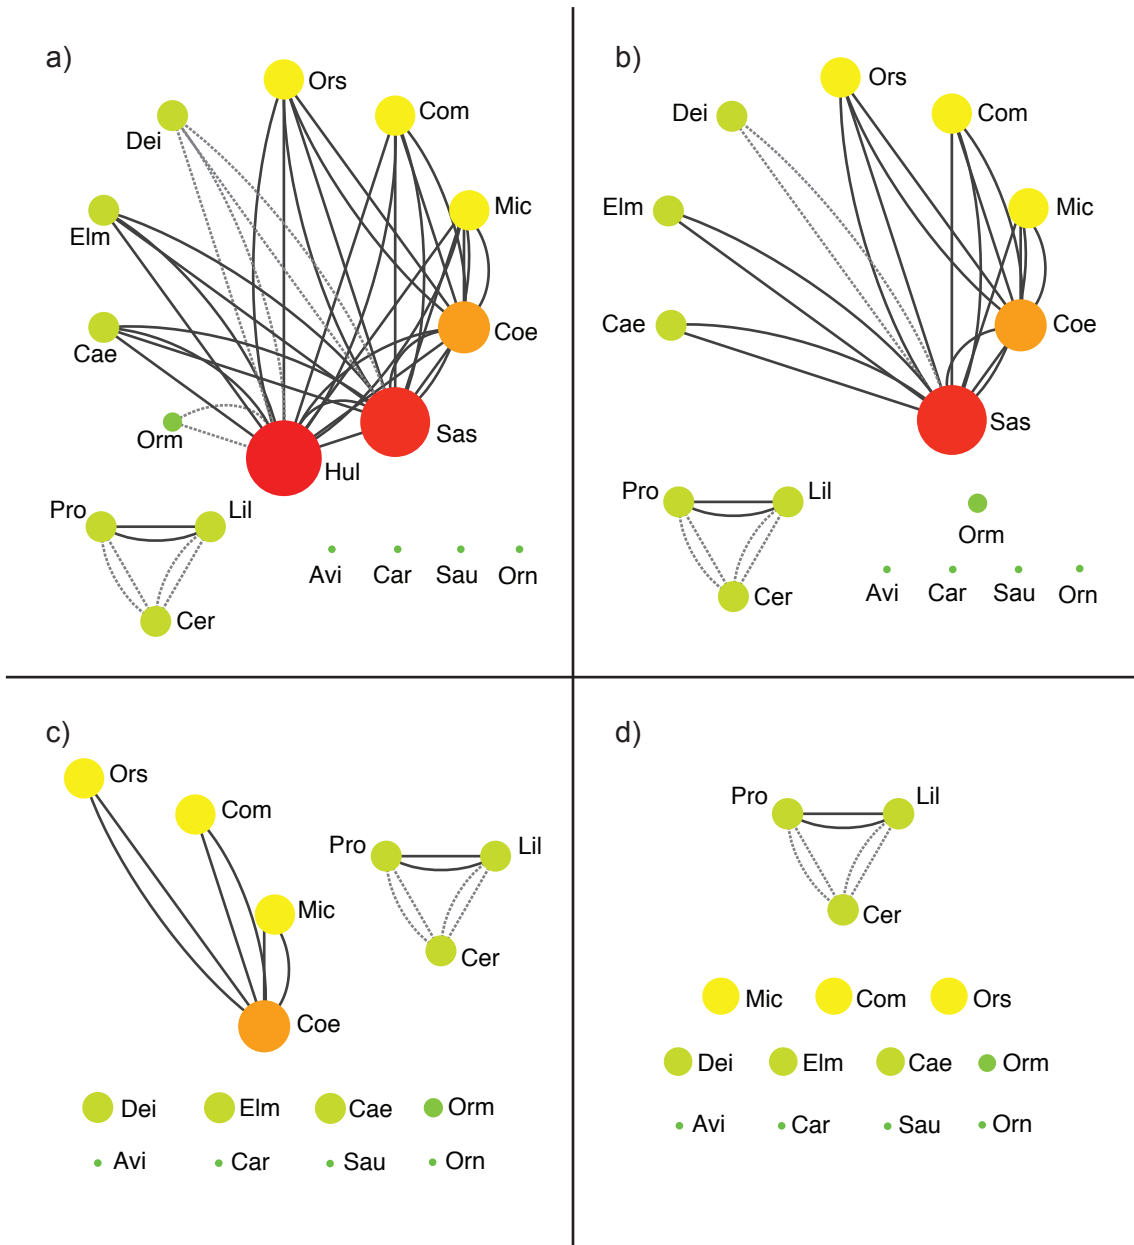 a)
Ors
Com
Dei
Mic
Elm
Coe
Cae
Orm
Sas
Hul
Pro
Lil
Cer
Avi Car Sau Orn
b)
Ors
Com
Dei
Mic
Elm
Coe
Cae
Sas
Pro
Lil
Orm
Cer
Avi Car Sau Orn
c)
Ors
Com
Pro
Lil
Mic
Cer
Coe
Dei Elm Cae Orm
Avi Car Sau Orn
d)
Pro
Lil
Cer
Mic Com Ors
Dei Elm Cae Orm
Avi Car Sau Orn